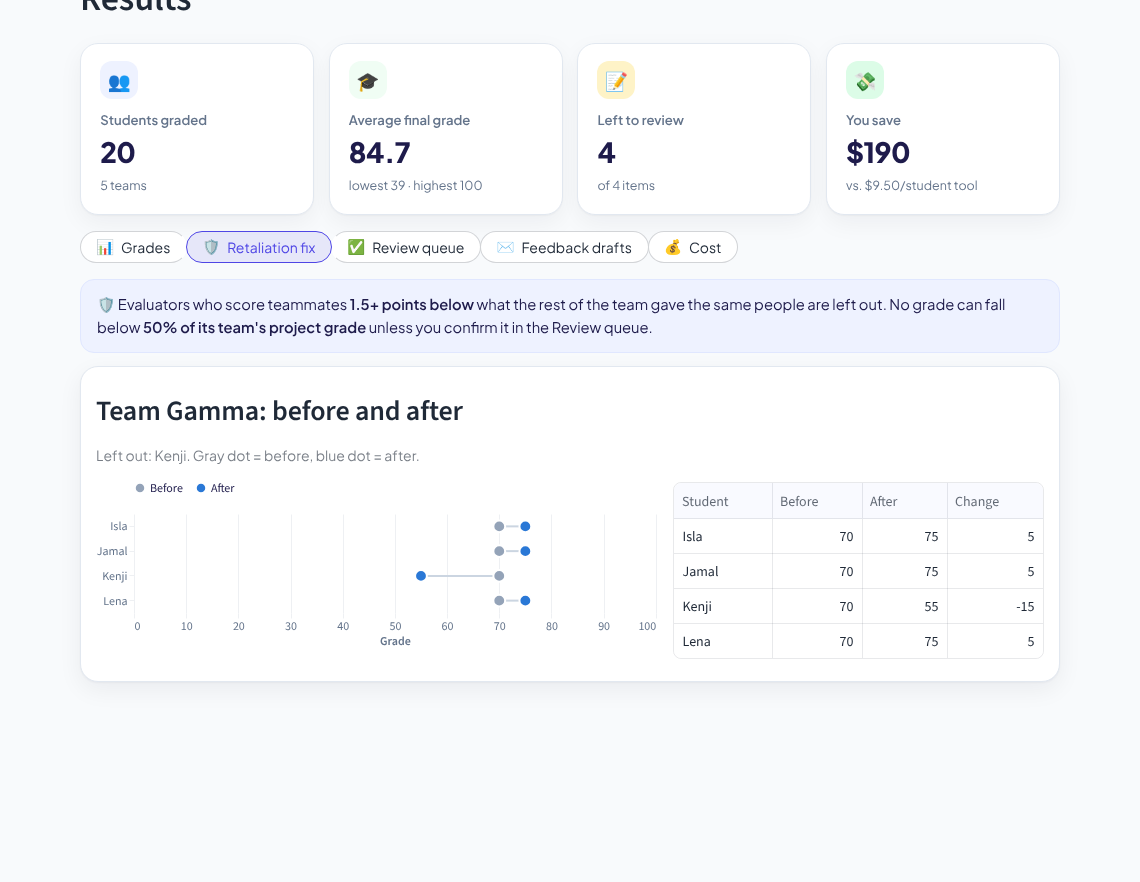 Results
Students graded
20
5 teams
Average final grade
84.7
lowest 39 · highest 100
Left to review
4
of 4 items
You save
$190
vs. $9.50/student tool
Grades
Retaliation fix
Review queue
Feedback drafts
Cost
Evaluators who score teammates 1.5+ points below what the rest of the team gave the same people are left out. No grade can fall
below 50% of its team's project grade unless you confirm it in the Review queue.
Team Gamma: before and after
Left out: Kenji. Gray dot = before, blue dot = after.
Before After
Isla
Jamal
Kenji
Lena
0 10 20 30 40 50 60 70 80 90 100
Grade
Student Before After Change
Isla 70 75 5
Jamal 70 75 5
Kenji 70 55 -15
Lena 70 75 5